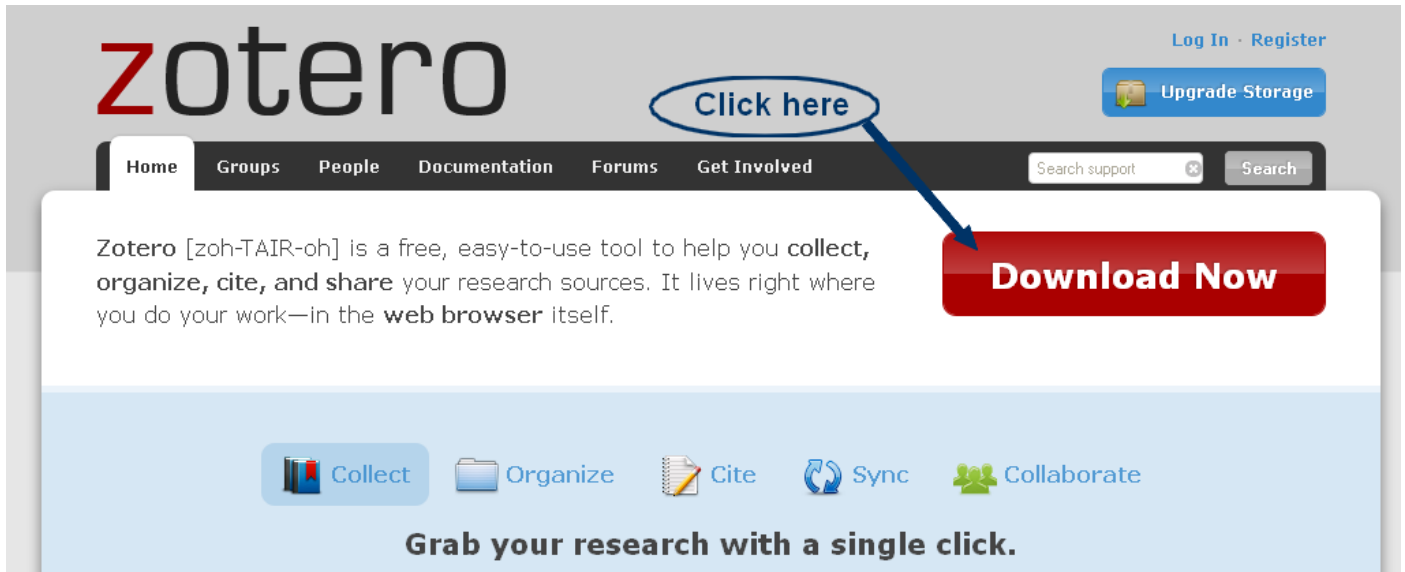 zotero
Log In · Register
Upgrade Storage
Click here
Home Groups People Documentation Forums Get Involved Search support Search
Zotero [zoh-TAIR-oh] is a free, easy-to-use tool to help you collect,
organize, cite, and share your research sources. It lives right where
you do your work—in the web browser itself.
Download Now
Collect Organize Cite Sync Collaborate
Grab your research with a single click.